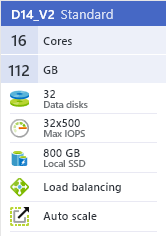 D14_V2 Standard
16 Cores
112 GB
32
Data disks
32x500
Max IOPS
800 GB
Local SSD
Load balancing
Auto scale